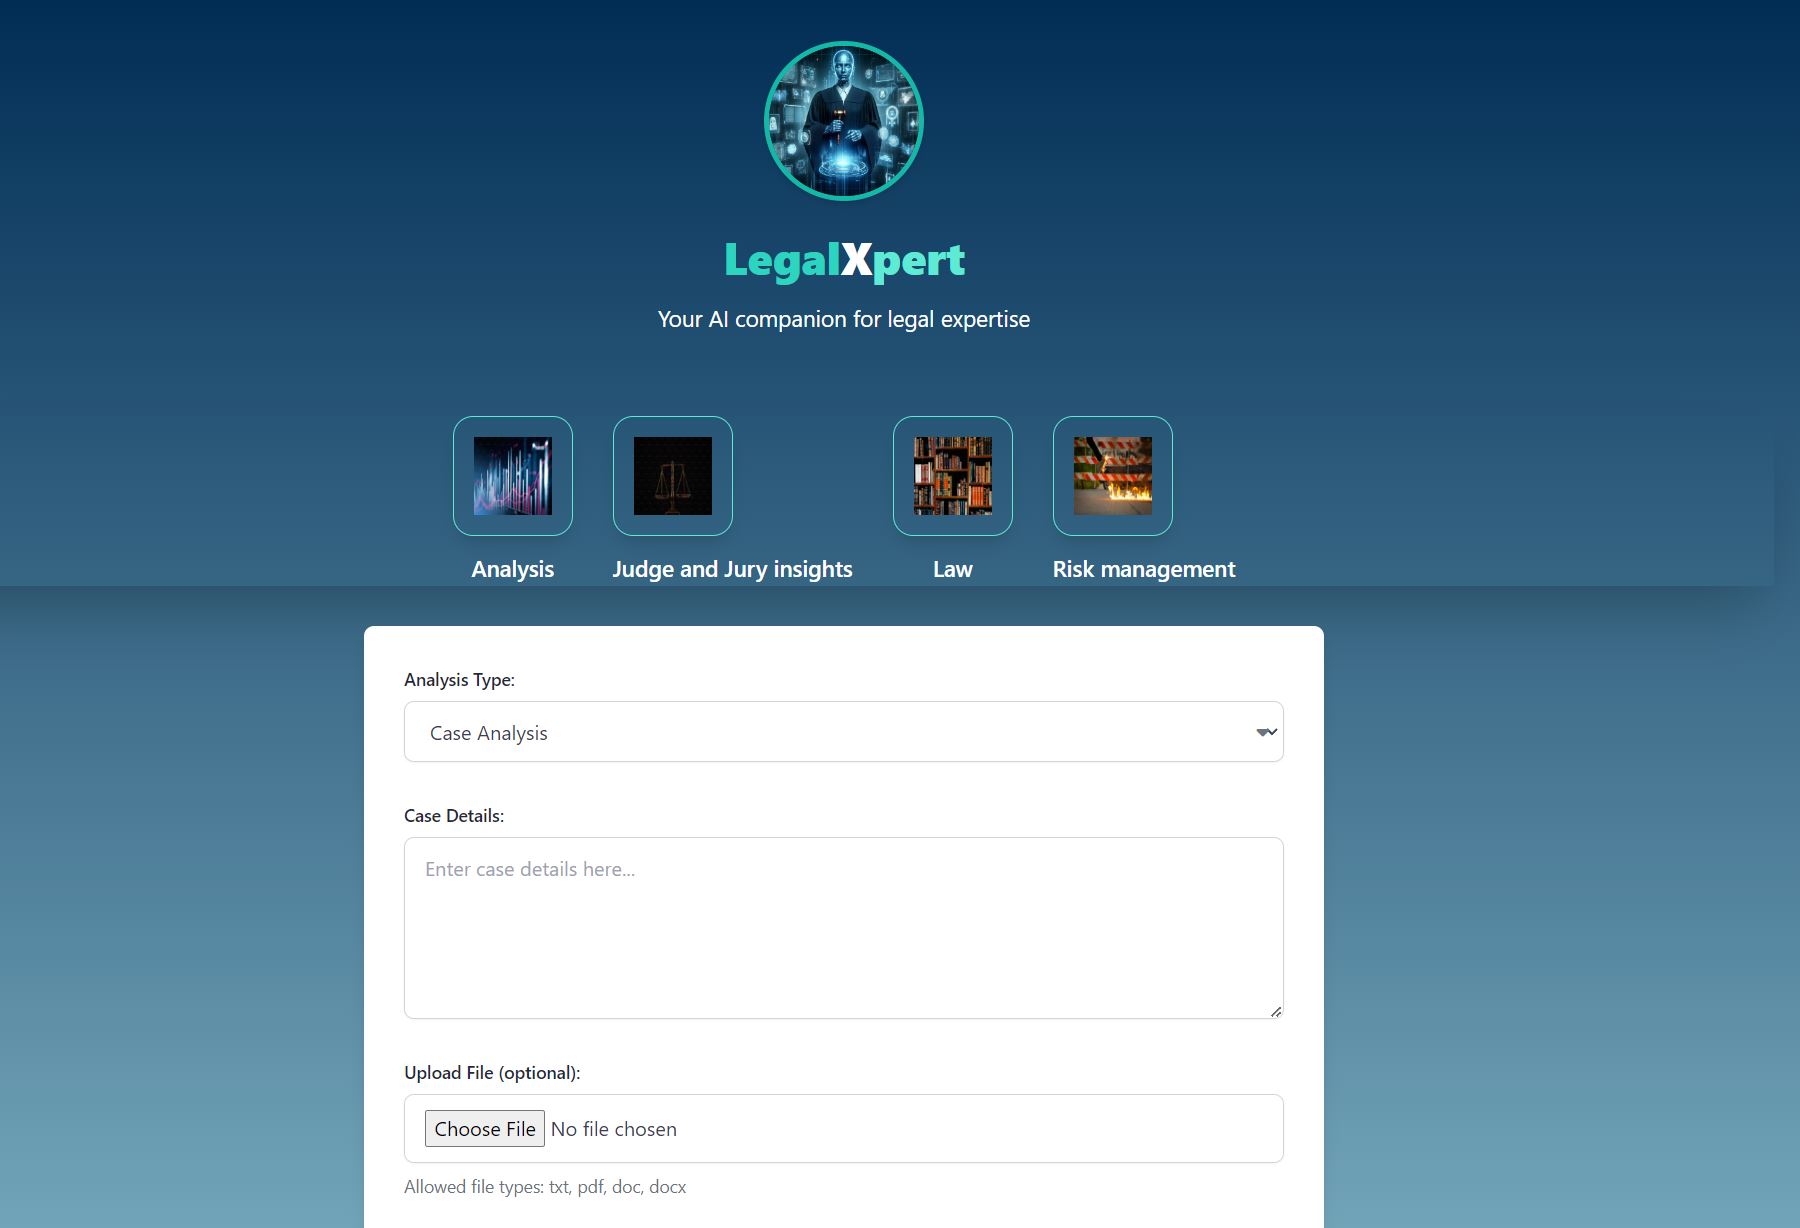 LegalXpert
Your AI companion for legal expertise
Analysis
Judge and Jury insights
Law
Risk management
Analysis Type:
Case Analysis
Case Details:
Enter case details here...
Upload File (optional):
Choose File No file chosen
Allowed file types: txt, pdf, doc, docx